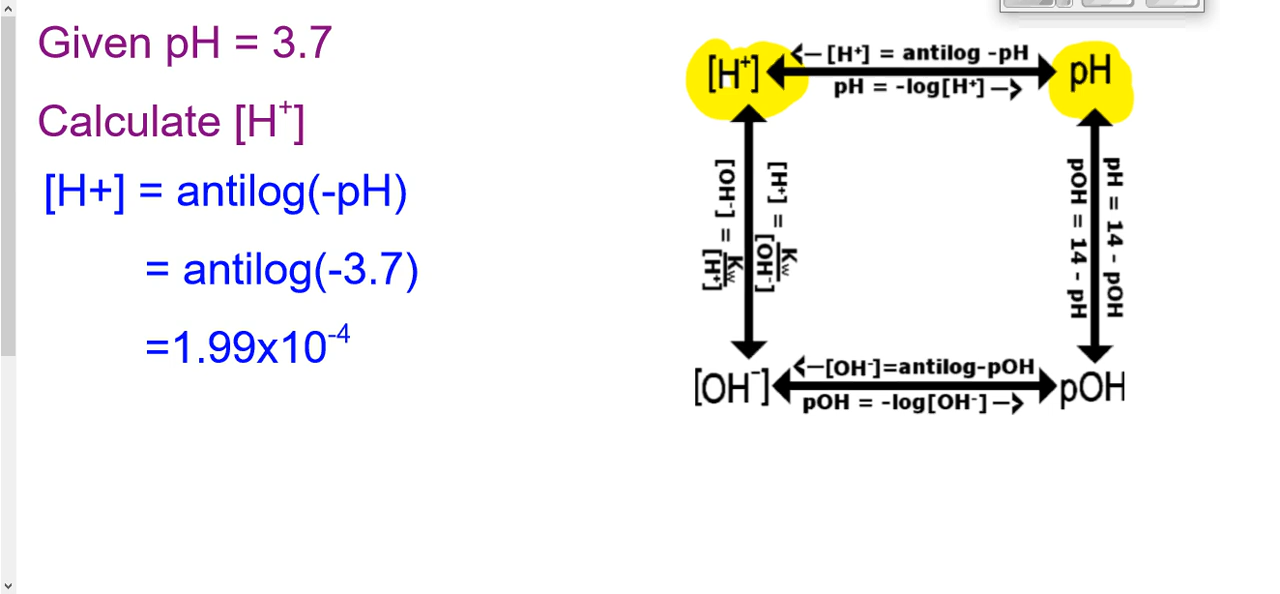 Given pH = 3.7
Calculate [H⁺]
[H+] = antilog(-pH)
= antilog(-3.7)
=1.99x10⁻⁴
<—[H⁺] = antilog -pH
[H⁺]
pH
pH = -log[H⁺]—>
[OH⁻] = Kw/[H⁺]
[H⁺] = Kw/[OH⁻]
pOH = 14 - pH
pH = 14 - pOH
<—[OH⁻]=antilog-pOH
[OH⁻]
pOH
pOH = -log[OH⁻]—>